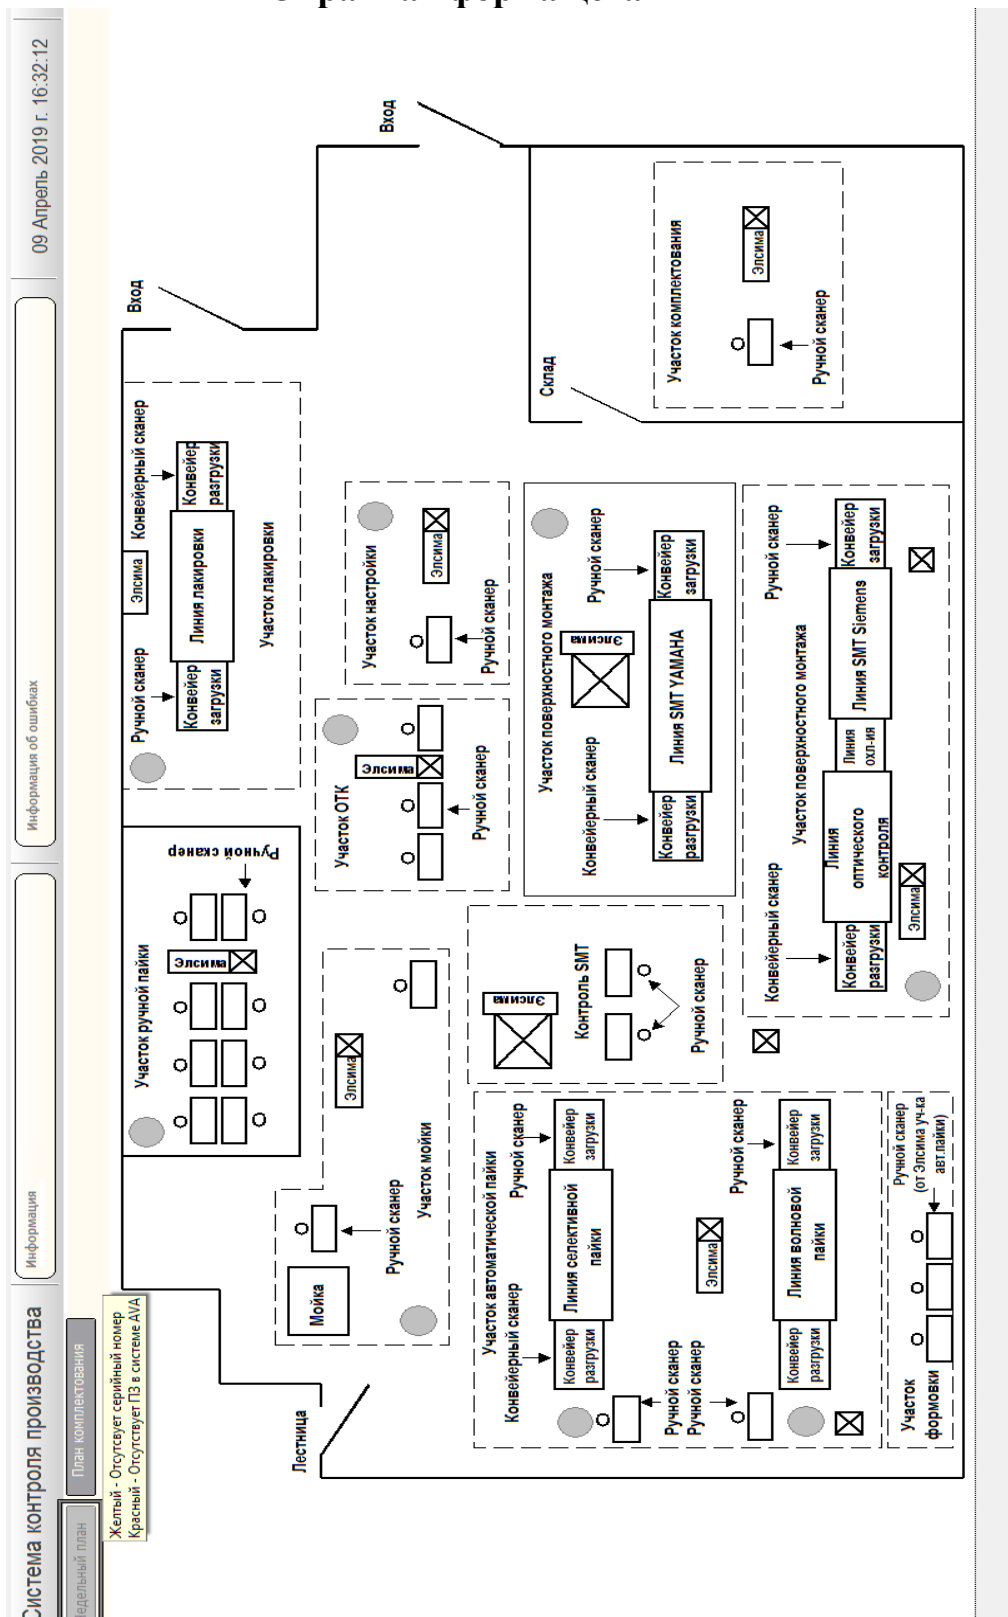 Система контроля производства
Информация
Информация об ошибках
09 Апрель 2019 г. 16:32:12
План комплектования
Желтый - Отсутсвует серийный номер
Красный - Отсутствует ПЗ в системе AVA
Лестница
Вход
Вход
Склад
Участок ручной пайки
Элсима
Ручной сканер
Ручной сканер
Элсима
Конвейерный сканер
Конвейер
загрузки
Линия лакировки
Конвейер
разгрузки
Участок лакировки
Мойка
Ручной сканер
Участок мойки
Элсима
Участок ОТК
Элсима
Ручной сканер
Участок настройки
Элсима
Ручной сканер
Участок автоматической пайки
Конвейерный сканер
Ручной сканер
Конвейер
разгрузки
Линия селективной
пайки
Конвейер
загрузки
Ручной сканер
Ручной сканер
Элсима
Ручной сканер
Конвейер
разгрузки
Линия волновой
пайки
Конвейер
загрузки
Элсима
Контроль SMT
Ручной сканер
Участок поверхностного монтажа
Элсима
Конвейерный сканер
Ручной сканер
Конвейер
разгрузки
Линия SMT YAMAHA
Конвейер
загрузки
Участок комплектования
Элсима
Ручной сканер
Конвейерный сканер
Участок поверхностного монтажа
Ручной сканер
Конвейер
разгрузки
Линия
оптического
контроля
Линия
охл-ия
Линия SMT Siemens
Конвейер
загрузки
Элсима
Участок
формовки
Ручной сканер
(от Элсима уч-ка
авт.пайки)